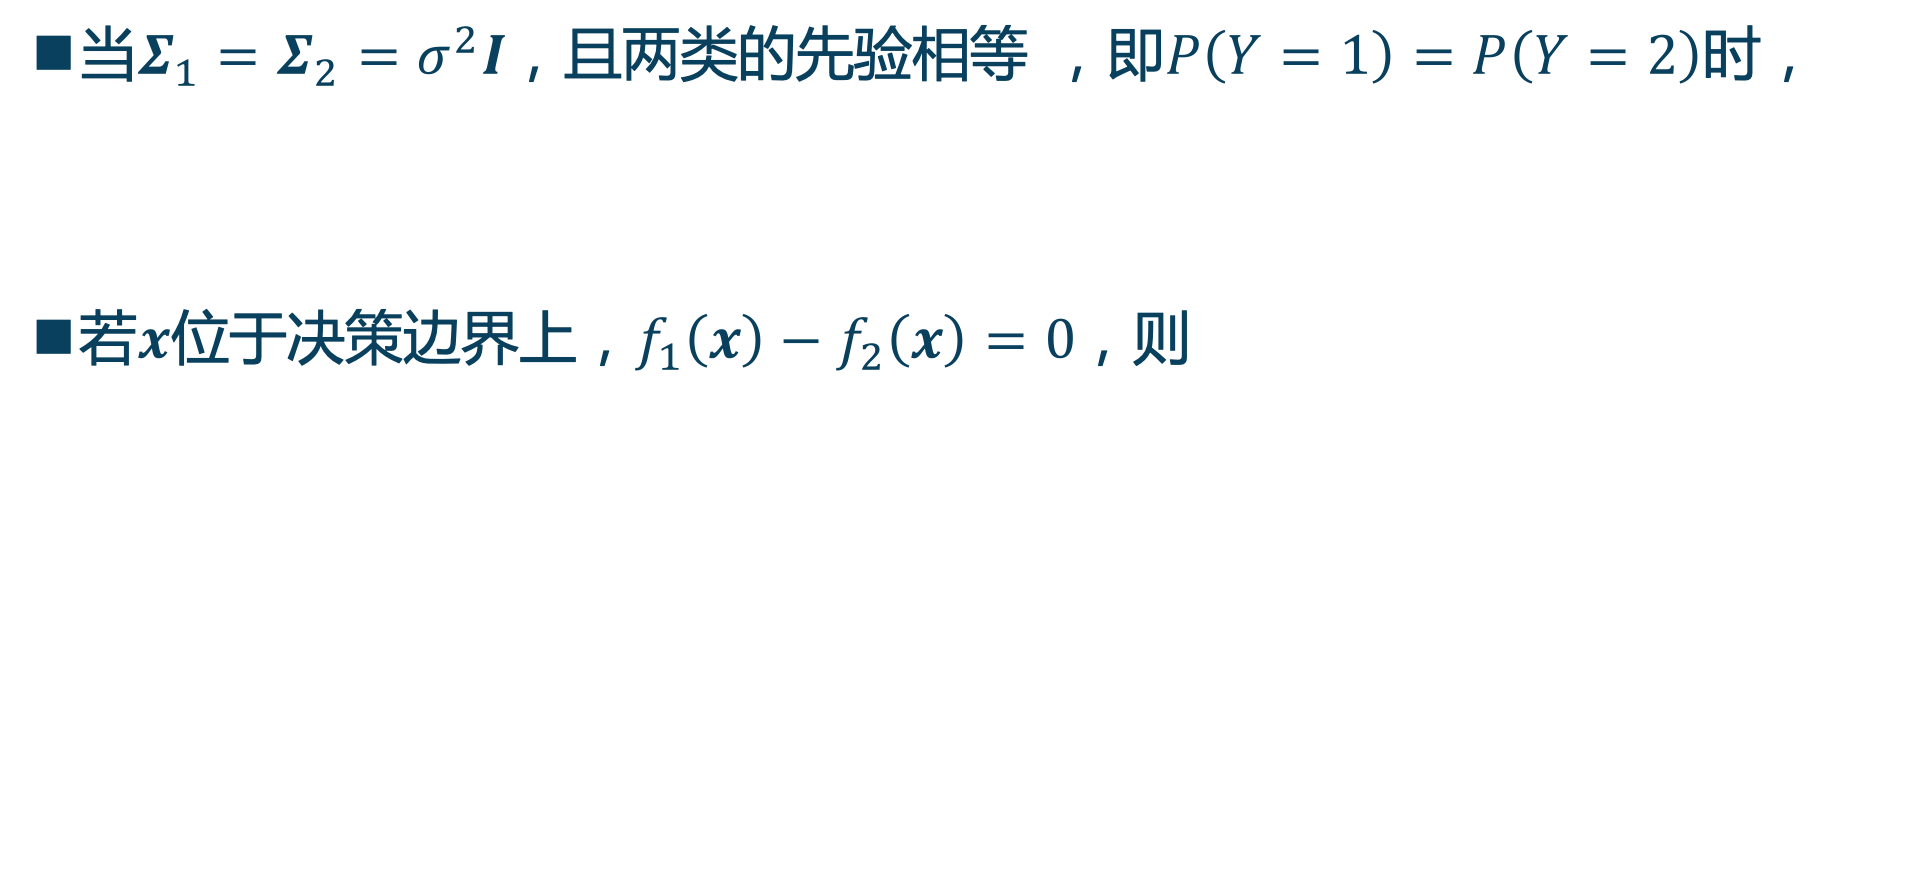 ■当𝜮₁ = 𝜮₂ = σ²𝑰，且两类的先验相等 ，即P(Y = 1) = P(Y = 2)时，
■若𝒙位于决策边界上，f₁(𝒙) − f₂(𝒙) = 0，则